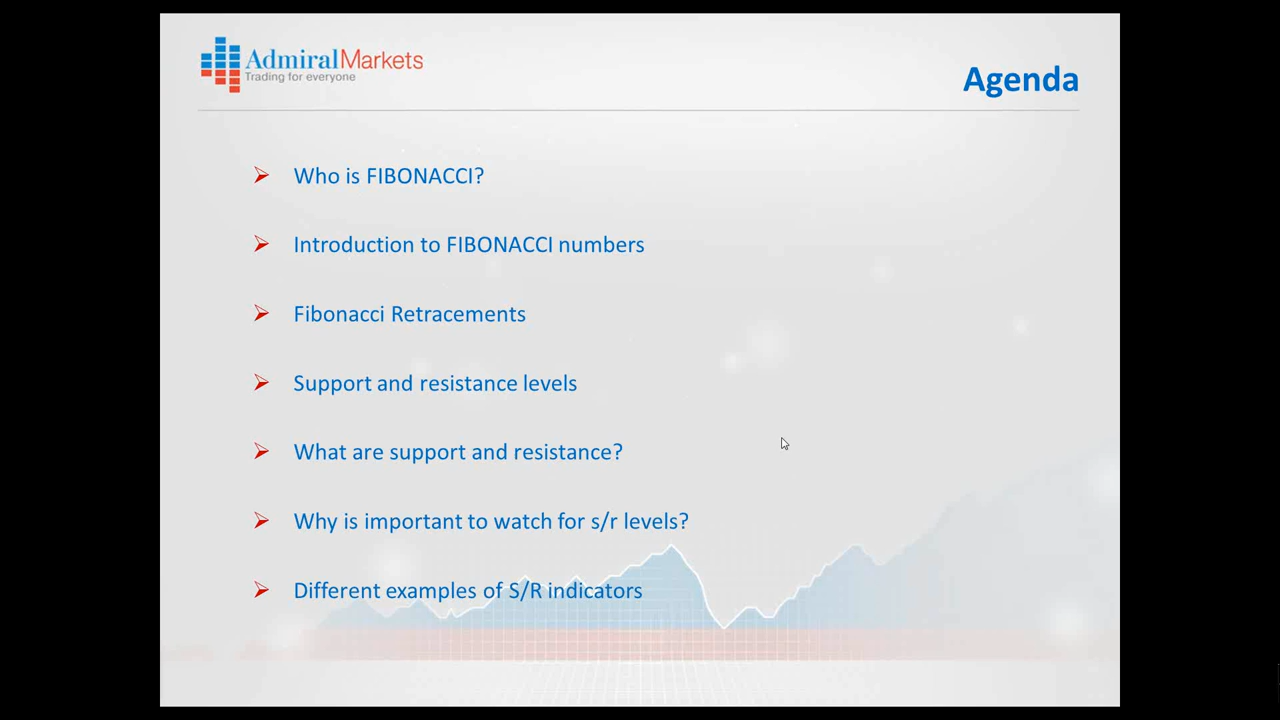 AdmiralMarkets
Trading for everyone
Agenda
Who is FIBONACCI?
Introduction to FIBONACCI numbers
Fibonacci Retracements
Support and resistance levels
What are support and resistance?
Why is important to watch for s/r levels?
Different examples of S/R indicators